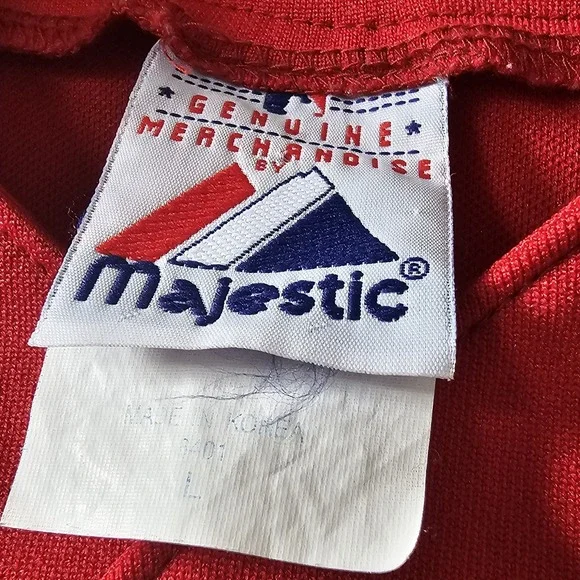 * GENUINE *
MERCHANDISE
BY
majestic®
MADE IN KOREA
L